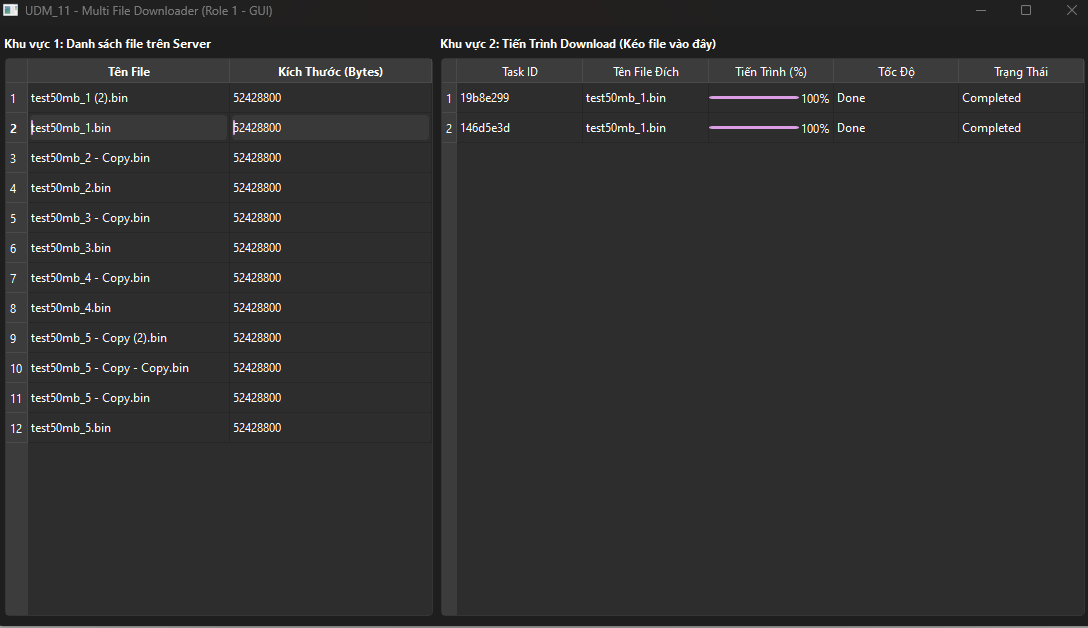 UDM_11 - Multi File Downloader (Role 1 - GUI)
Khu vực 1: Danh sách file trên Server
Tên File Kích Thước (Bytes)
1 test50mb_1 (2).bin 52428800
2 test50mb_1.bin 52428800
3 test50mb_2 - Copy.bin 52428800
4 test50mb_2.bin 52428800
5 test50mb_3 - Copy.bin 52428800
6 test50mb_3.bin 52428800
7 test50mb_4 - Copy.bin 52428800
8 test50mb_4.bin 52428800
9 test50mb_5 - Copy (2).bin 52428800
10 test50mb_5 - Copy - Copy.bin 52428800
11 test50mb_5 - Copy.bin 52428800
12 test50mb_5.bin 52428800
Khu vực 2: Tiến Trình Download (Kéo file vào đây)
Task ID Tên File Đích Tiến Trình (%) Tốc Độ Trạng Thái
1 19b8e299 test50mb_1.bin 100% Done Completed
2 146d5e3d test50mb_1.bin 100% Done Completed